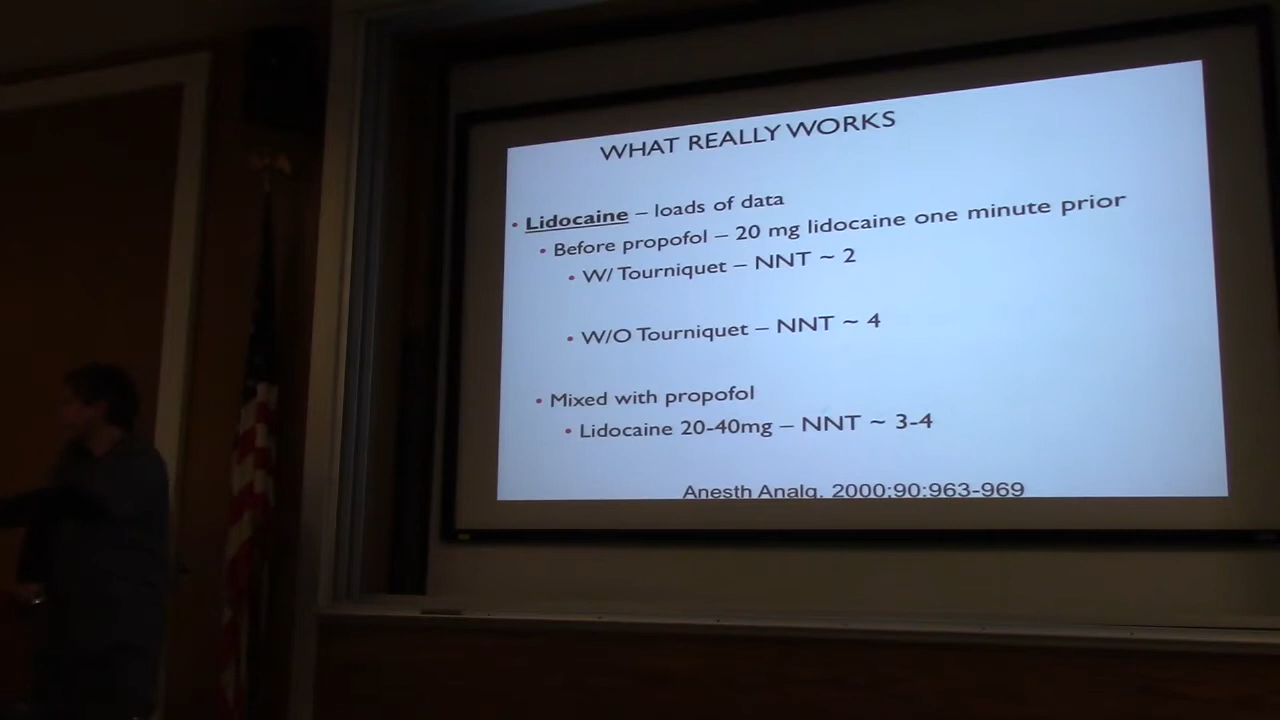 WHAT REALLY WORKS
• Lidocaine – loads of data
• Before propofol – 20 mg lidocaine one minute prior
• W/ Tourniquet – NNT ~ 2
• W/O Tourniquet – NNT ~ 4
• Mixed with propofol
• Lidocaine 20-40mg – NNT ~ 3-4
Anesth Analg. 2000;90:963-969